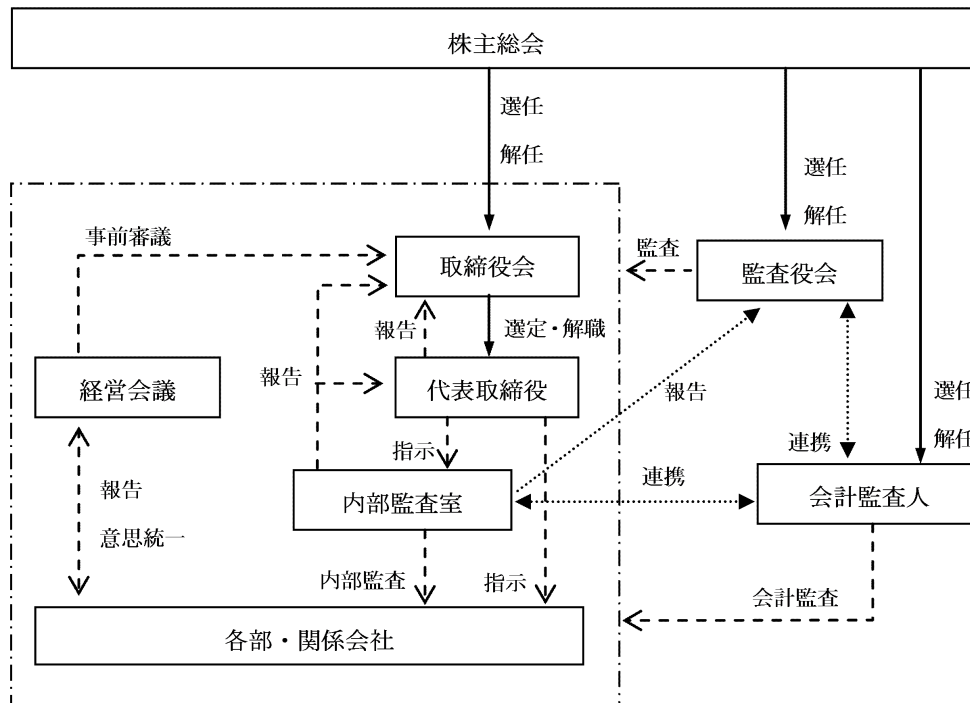 株主総会
選任
解任
選任
解任
事前審議
取締役会
監査
監査役会
報告
選定・解職
報告
経営会議
代表取締役
報告
選任
解任
指示
連携
報告
意思統一
内部監査室
連携
会計監査人
内部監査
指示
会計監査
各部・関係会社